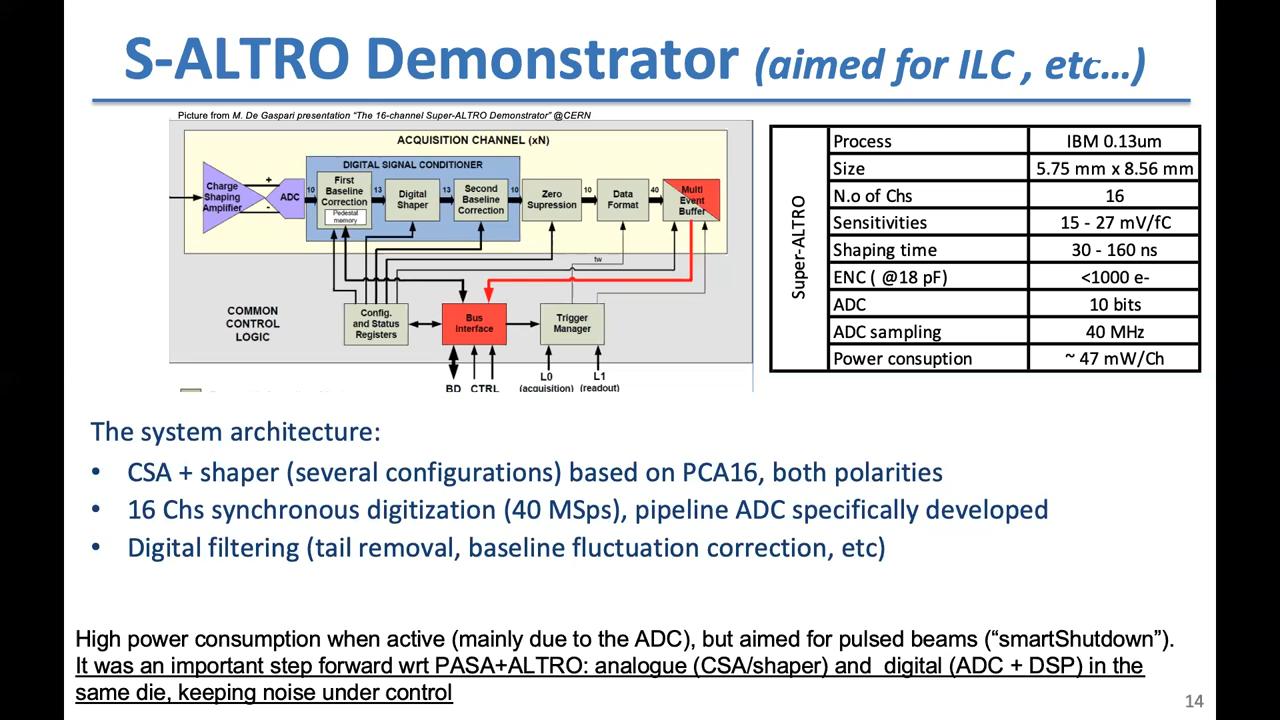 S-ALTRO Demonstrator (aimed for ILC , etc…)
Picture from M. De Gaspari presentation "The 16-channel Super-ALTRO Demonstrator" @CERN
ACQUISITION CHANNEL (xN)
DIGITAL SIGNAL CONDITIONER
Charge
Shaping
Amplifier
+
-
ADC
10
First
Baseline
Correction
Pedestal
memory
13
Digital
Shaper
13
Second
Baseline
Correction
10
Zero
Supression
10
Data
Format
40
Multi
Event
Buffer
tw
COMMON
CONTROL
LOGIC
Config.
and Status
Registers
Bus
Interface
Trigger
Manager
BD
CTRL
L0
(acquisition)
L1
(readout)
Super-ALTRO
Process IBM 0.13um
Size 5.75 mm x 8.56 mm
N.o of Chs 16
Sensitivities 15 - 27 mV/fC
Shaping time 30 - 160 ns
ENC ( @18 pF) <1000 e-
ADC 10 bits
ADC sampling 40 MHz
Power consuption ~ 47 mW/Ch
The system architecture:
• CSA + shaper (several configurations) based on PCA16, both polarities
• 16 Chs synchronous digitization (40 MSps), pipeline ADC specifically developed
• Digital filtering (tail removal, baseline fluctuation correction, etc)
High power consumption when active (mainly due to the ADC), but aimed for pulsed beams ("smartShutdown").
It was an important step forward wrt PASA+ALTRO: analogue (CSA/shaper) and digital (ADC + DSP) in the
same die, keeping noise under control
14